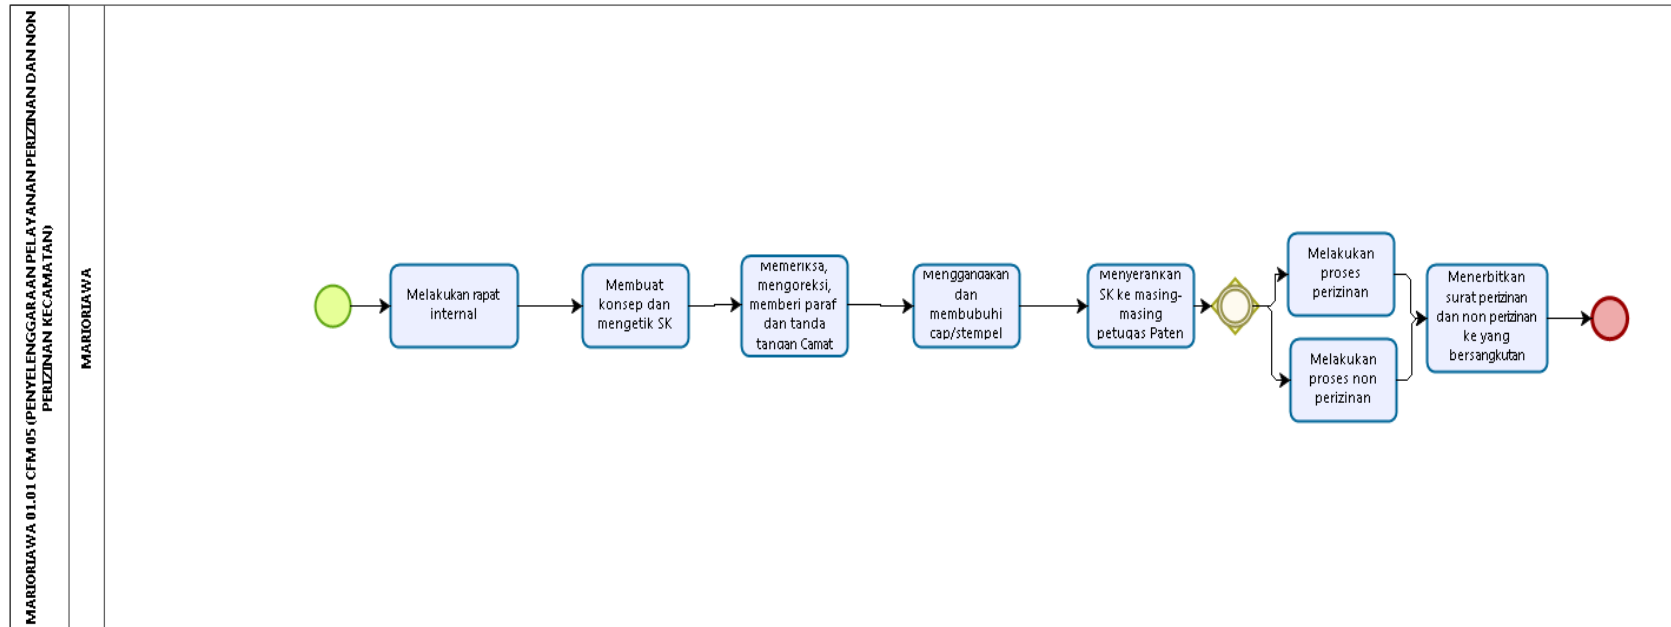 MARIORIAWA 01.01 CFM 05 (PENYELENGGARAAN PELAYANAN PERIZINAN DAN NON
PERIZINAN KECAMATAN)
MARIORIAWA
Melakukan rapat
internal
Membuat
konsep dan
mengetik SK
Memeriksa,
mengoreksi,
memberi paraf
dan tanda
tangan Camat
Menggandakan
dan
membubuhi
cap/stempel
Menyerahkan
SK ke masing-
masing
petugas Paten
Melakukan
proses
perizinan
Melakukan
proses non
perizinan
Menerbitkan
surat perizinan
dan non perizinan
ke yang
bersangkutan